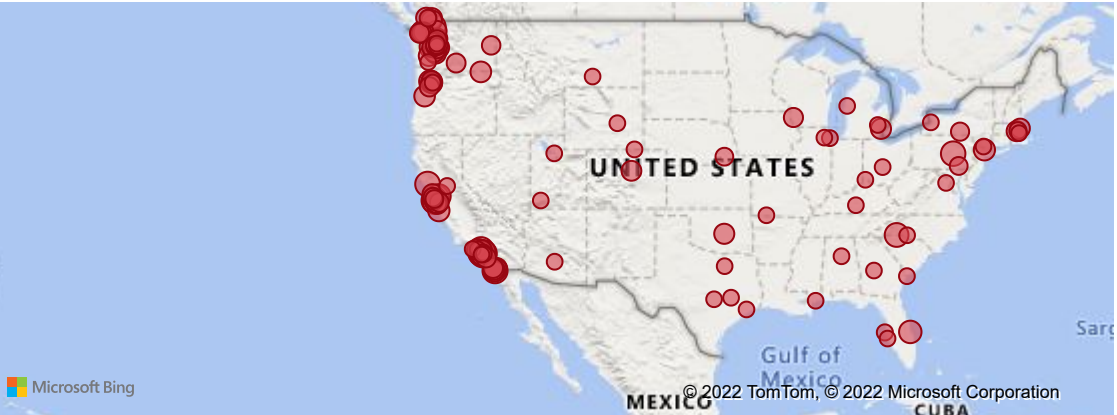 UNITED STATES
Sarg
Gulf of
Mexico
Microsoft Bing
© 2022 TomTom, © 2022 Microsoft Corporation
MEXICO
CUBA